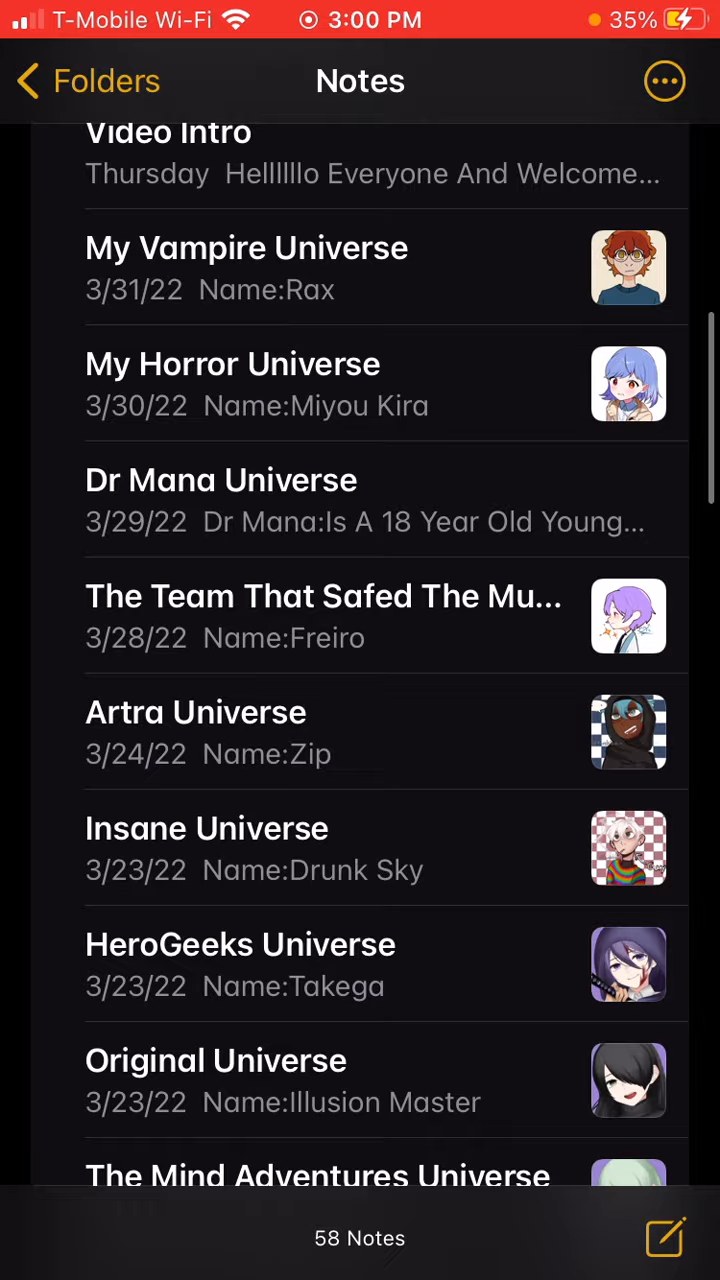 T-Mobile Wi-Fi 3:00 PM 35%
Folders Notes
Video Intro
Thursday Hellllllo Everyone And Welcome...
My Vampire Universe
3/31/22 Name:Rax
My Horror Universe
3/30/22 Name:Miyou Kira
Dr Mana Universe
3/29/22 Dr Mana:Is A 18 Year Old Young...
The Team That Safed The Mu...
3/28/22 Name:Freiro
Artra Universe
3/24/22 Name:Zip
Insane Universe
3/23/22 Name:Drunk Sky
HeroGeeks Universe
3/23/22 Name:Takega
Original Universe
3/23/22 Name:Illusion Master
The Mind Adventures Universe
58 Notes